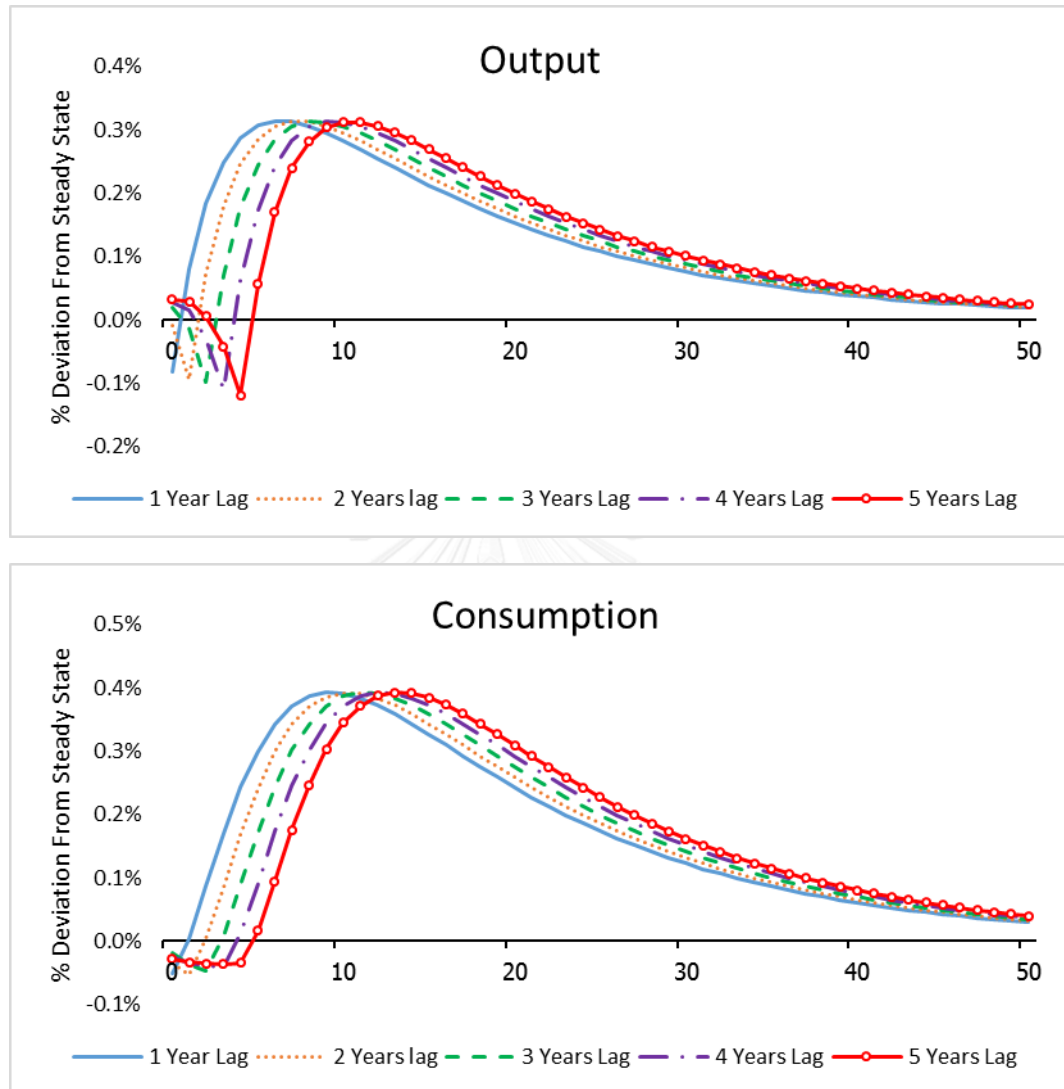 Output
% Deviation From Steady State
0.4%
0.3%
0.2%
0.1%
0.0%
-0.1%
-0.2%
0 10 20 30 40 50
1 Year Lag 2 Years lag 3 Years Lag 4 Years Lag 5 Years Lag
Consumption
% Deviation From Steady State
0.5%
0.4%
0.3%
0.2%
0.1%
0.0%
-0.1%
0 10 20 30 40 50
1 Year Lag 2 Years lag 3 Years Lag 4 Years Lag 5 Years Lag